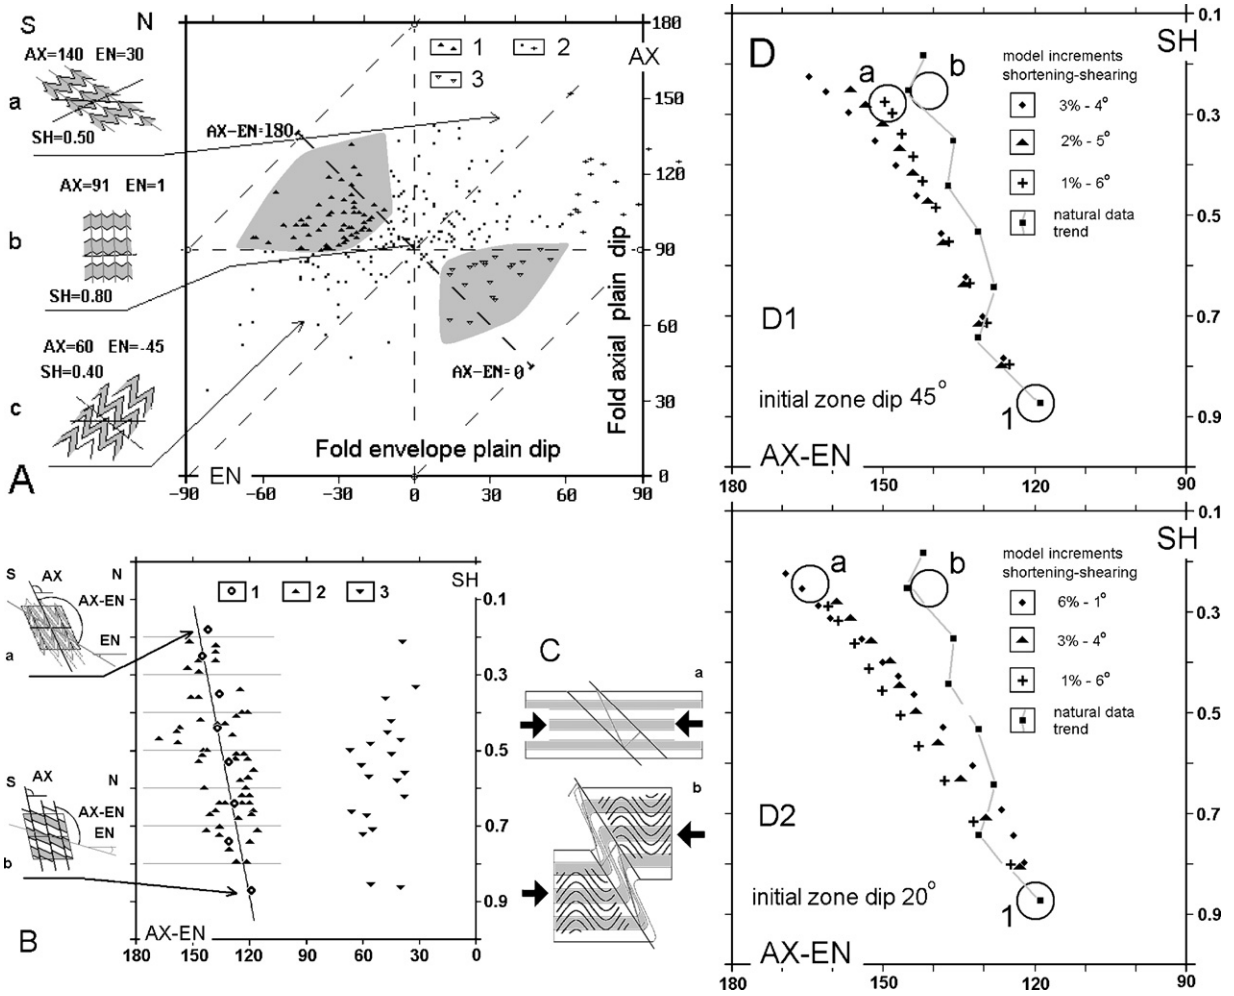 S
N
AX=140 EN=30
a
SH=0.50
AX=91 EN=1
b
SH=0.80
AX=60 EN=-45
SH=0.40
c
A
180
AX
150
120
90
60
30
0
1
2
3
AX-EN=180
AX-EN=0
Fold axial plain dip
Fold envelope plain dip
EN
-90
-60
-30
0
30
60
90
S
AX
N
AX-EN
EN
a
S
AX
N
AX-EN
EN
b
B
1
2
3
SH
0.1
0.3
0.5
0.7
0.9
AX-EN
180
150
120
90
60
30
0
C
a
b
D
0.1
SH
a
b
model increments
shortening-shearing
3% - 4°
2% - 5°
1% - 6°
natural data
trend
0.3
0.5
0.7
0.9
D1
initial zone dip 45°
1
AX-EN
180
150
120
90
0.1
SH
a
b
model increments
shortening-shearing
6% - 1°
3% - 4°
1% - 6°
natural data
trend
0.3
0.5
0.7
0.9
D2
initial zone dip 20°
1
AX-EN
180
150
120
90